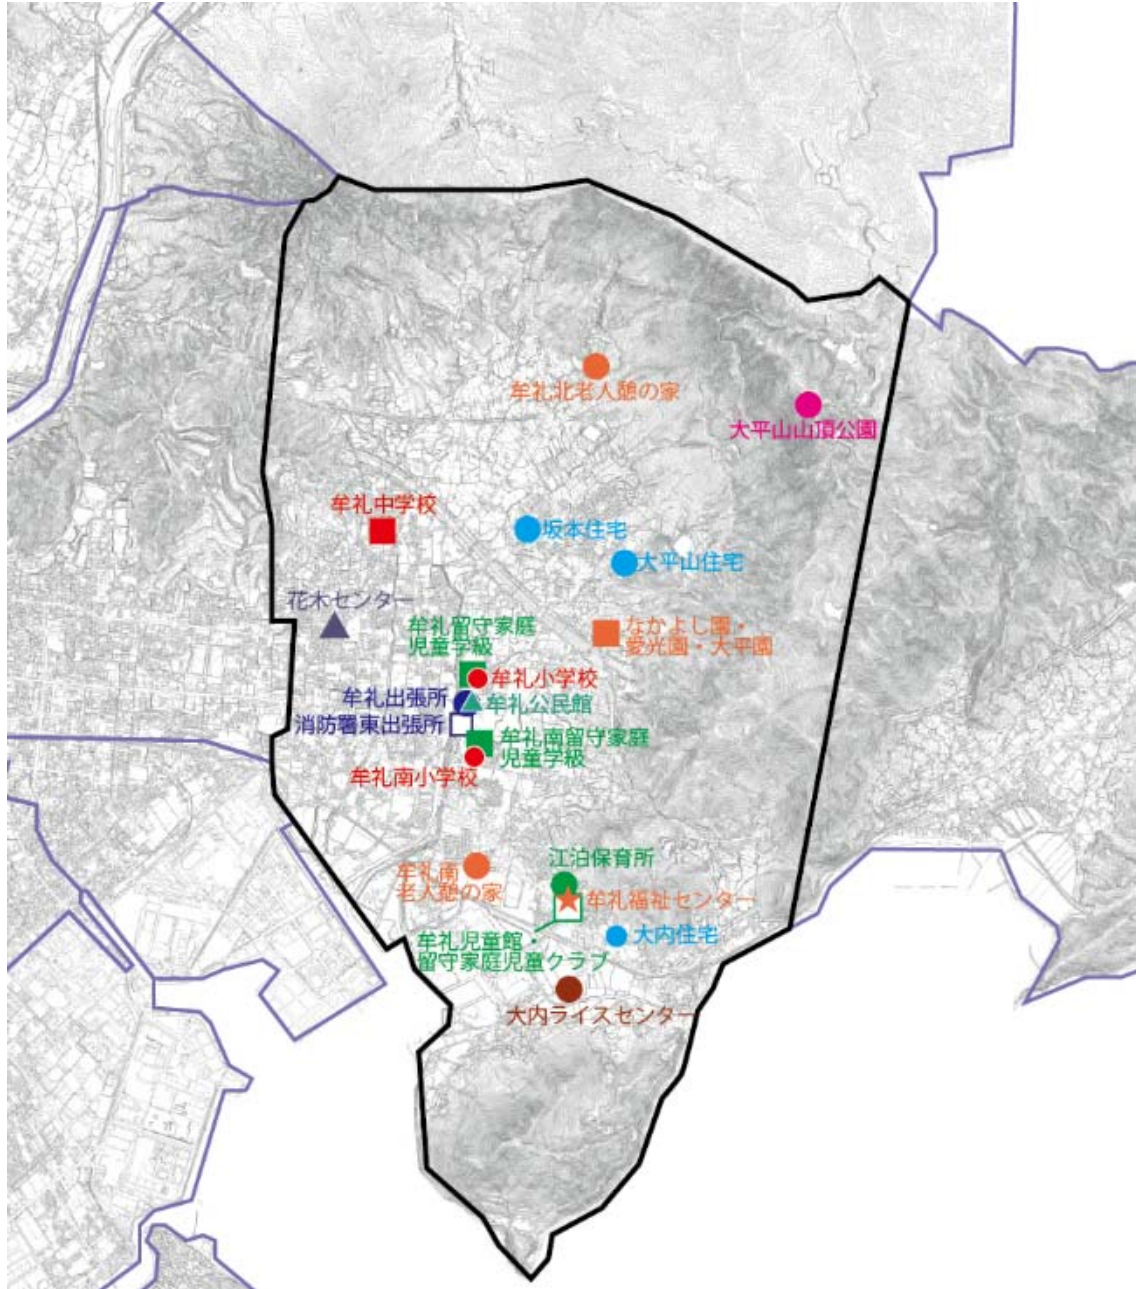 牟礼北老人憩の家
大平山山頂公園
牟礼中学校
坂本住宅
大平山住宅
花木センター
牟礼留守家庭
児童学級
なかよし園・
愛光園・大平園
牟礼小学校
牟礼出張所
牟礼公民館
消防署東出張所
牟礼南留守家庭
児童学級
牟礼南小学校
江泊保育所
牟礼南
老人憩の家
牟礼福祉センター
大内住宅
牟礼児童館・
留守家庭児童クラブ
大内ライスセンター